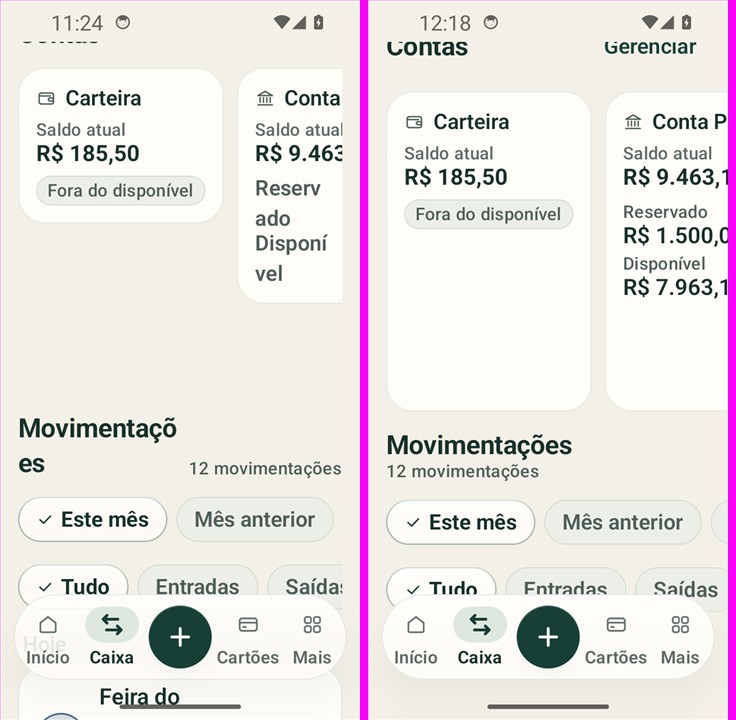 11:24
Contas
Carteira
Saldo atual
R$ 185,50
Fora do disponível
Conta
Saldo atual
R$ 9.463
Reserv
ado
Disponí
vel
Movimentaçõ
es
12 movimentações
Este mês
Mês anterior
Tudo
Entradas
Saídas
Hoje
Início
Caixa
Cartões
Mais
Feira do
12:18
Contas
Gerenciar
Carteira
Saldo atual
R$ 185,50
Fora do disponível
Conta P
Saldo atual
R$ 9.463,1
Reservado
R$ 1.500,0
Disponível
R$ 7.963,1
Movimentações
12 movimentações
Este mês
Mês anterior
Tudo
Entradas
Saídas
Início
Caixa
Cartões
Mais